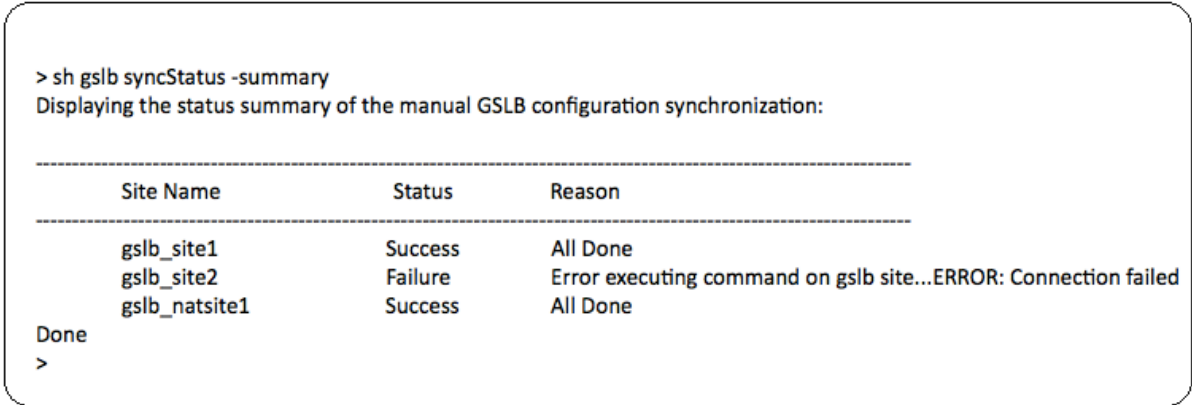 > sh gslb syncStatus -summary
Displaying the status summary of the manual GSLB configuration synchronization:
--------------------------------------------------------------------------------------------------------------------------
Site Name Status Reason
--------------------------------------------------------------------------------------------------------------------------
gslb_site1 Success All Done
gslb_site2 Failure Error executing command on gslb site...ERROR: Connection failed
gslb_natsite1 Success All Done
Done
>